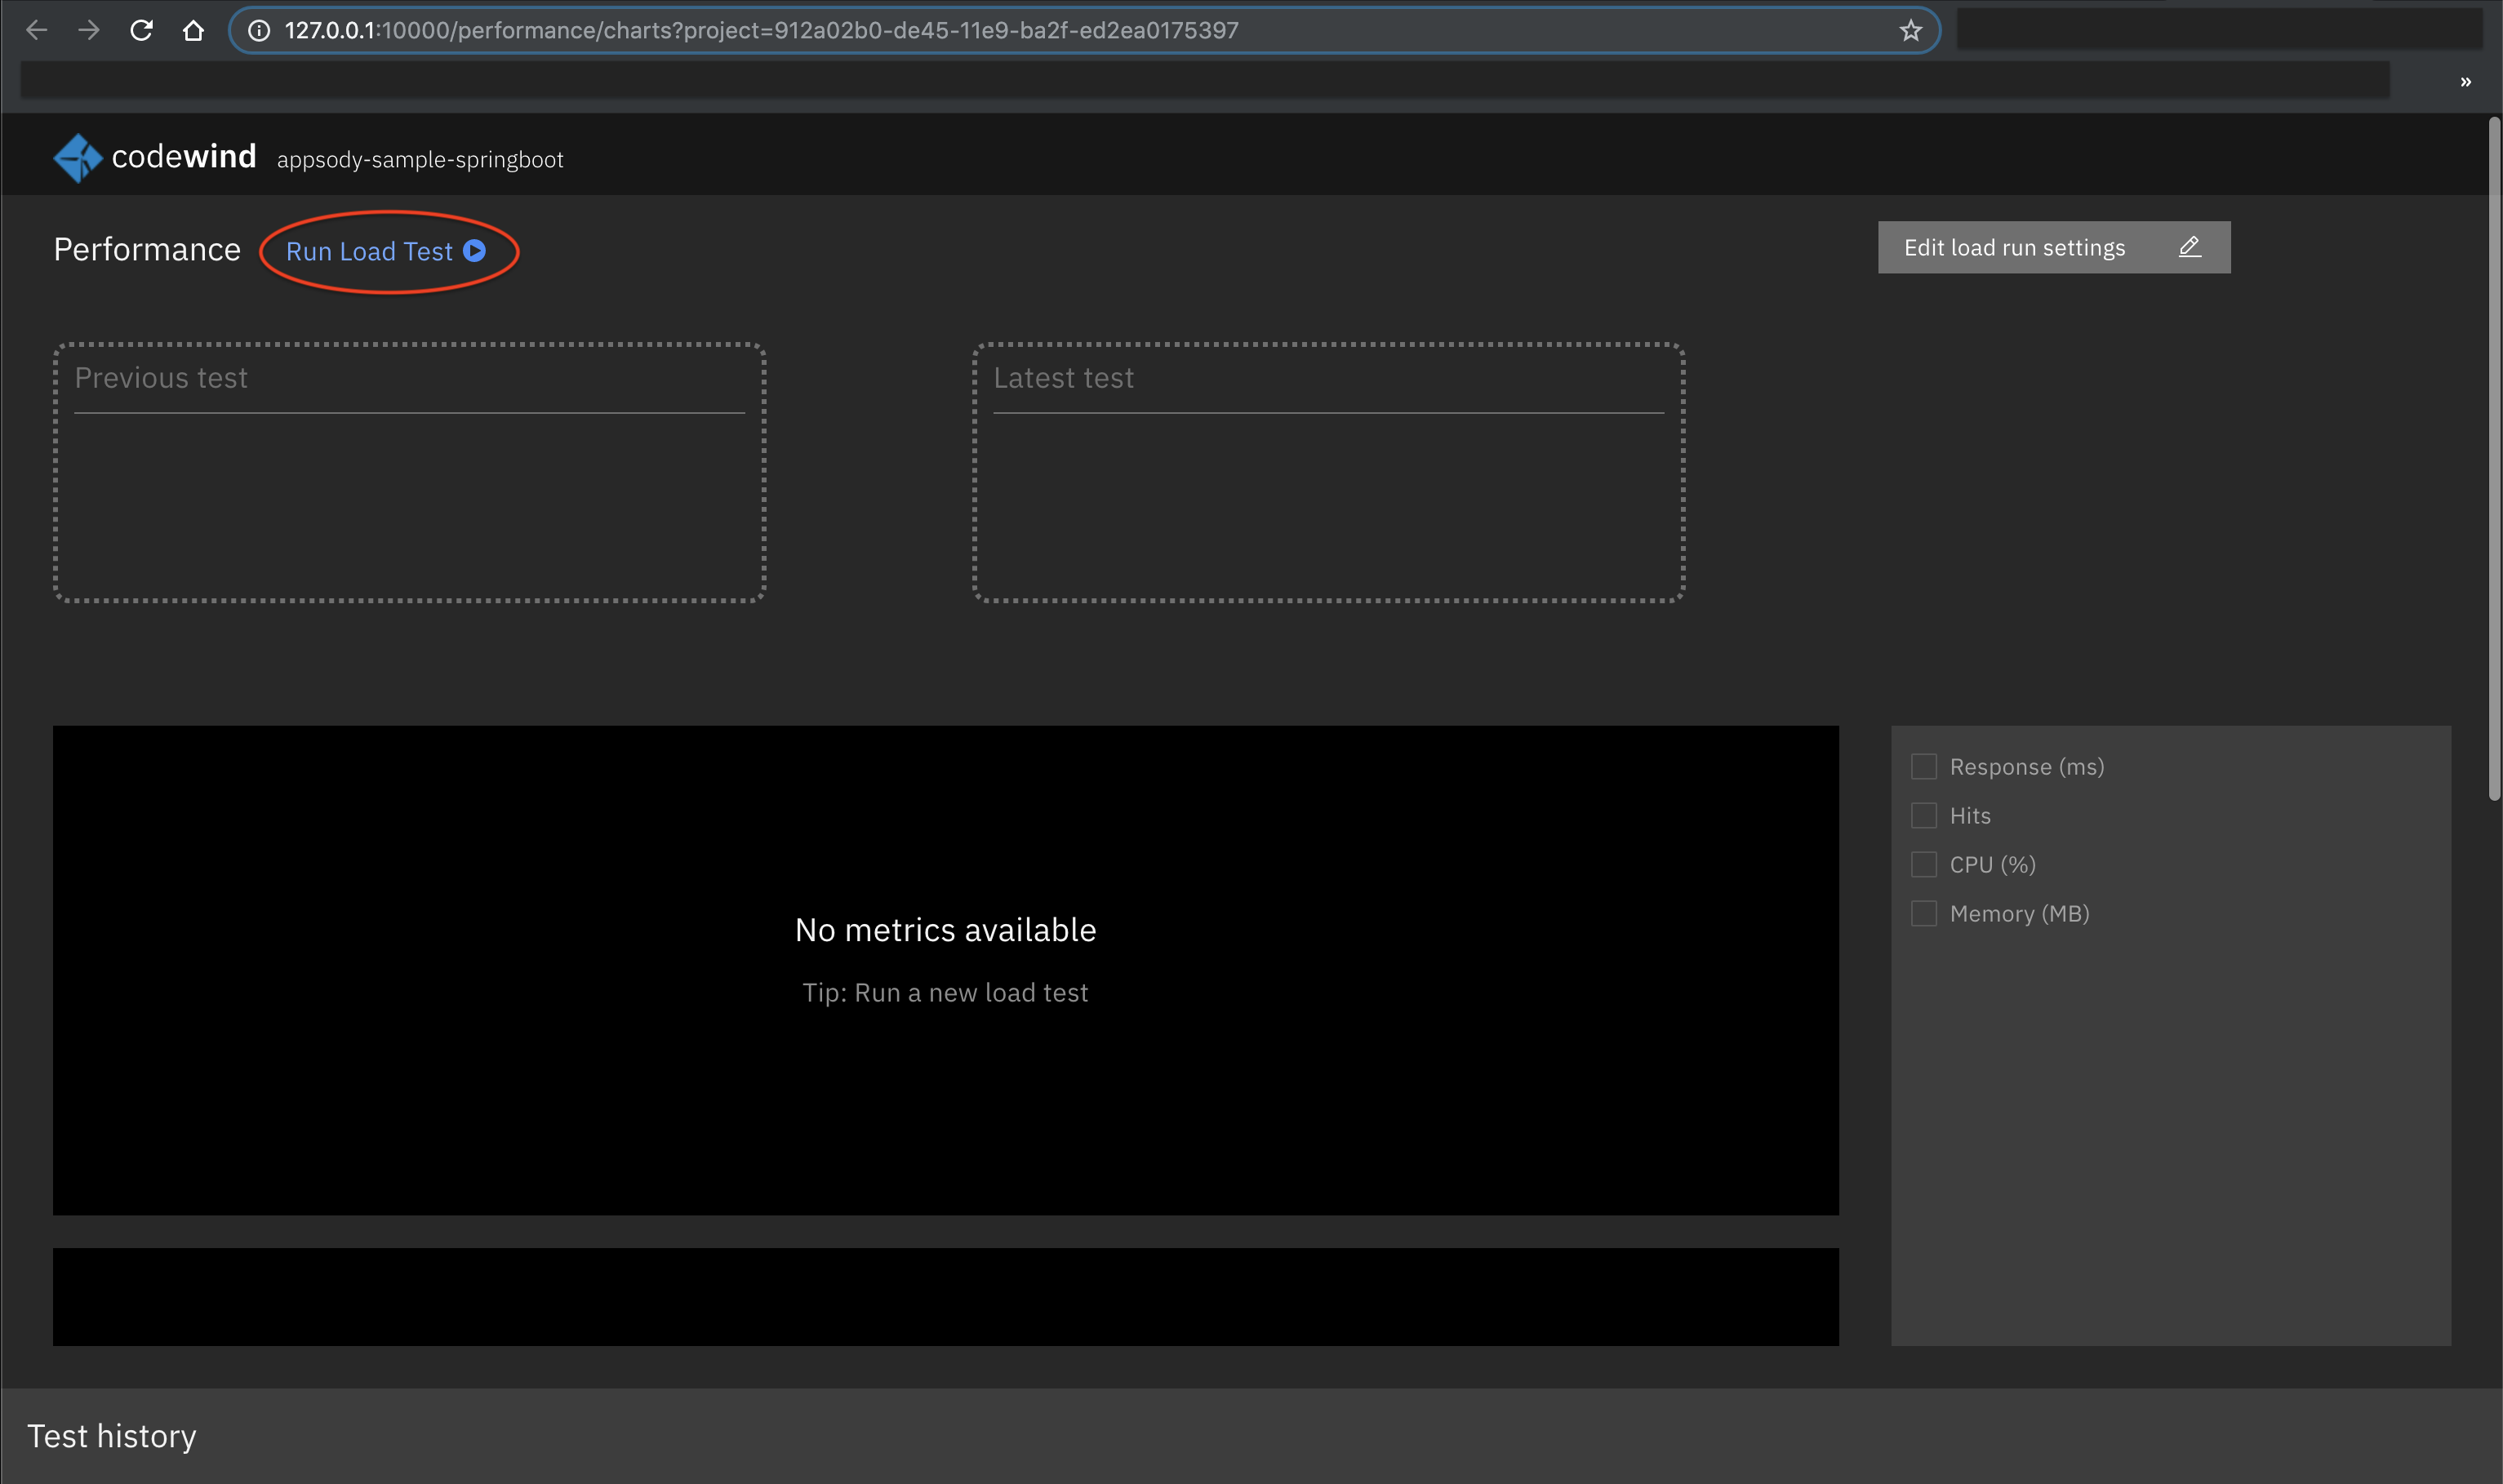 127.0.0.1:10000/performance/charts?project=912a02b0-de45-11e9-ba2f-ed2ea0175397
»
codewind appsody-sample-springboot
Performance Run Load Test Edit load run settings
Previous test Latest test
Response (ms)
Hits
CPU (%)
Memory (MB)
No metrics available
Tip: Run a new load test
Test history